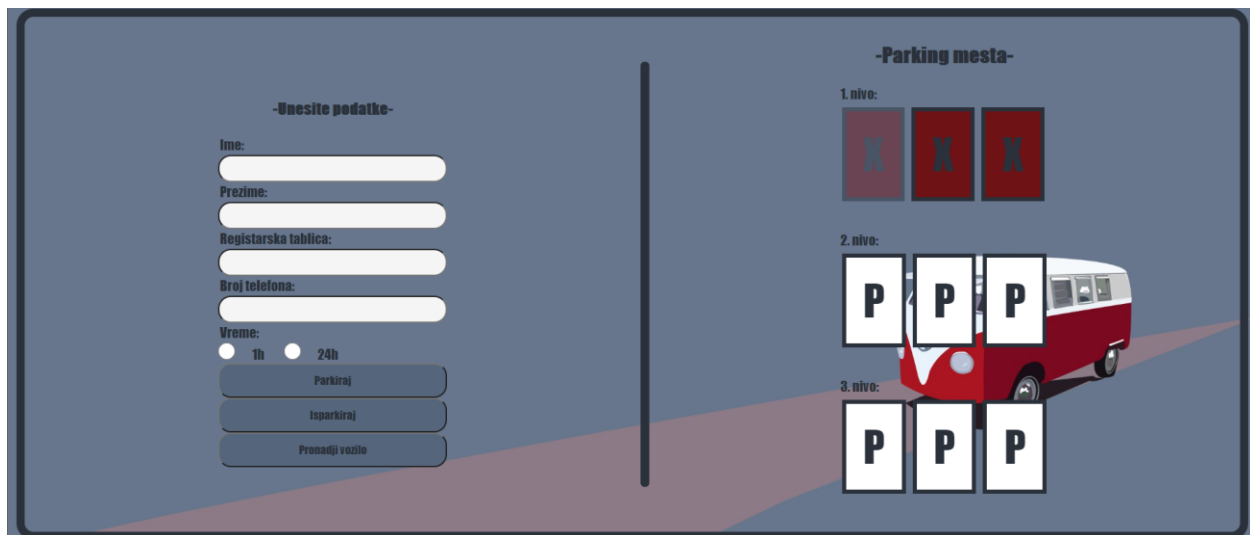 -Unesite podatke-
Ime:
Prezime:
Registarska tablica:
Broj telefona:
Vreme:
1h 24h
Parkiraj
Isparkiraj
Pronadji vozilo
-Parking mesta-
1. nivo:
X X X
2. nivo:
P P P
3. nivo:
P P P